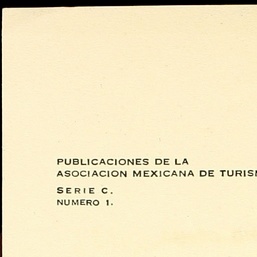 PUBLICACIONES DE LA
ASOCIACION MEXICANA DE TURISM
SERIE C.
NUMERO 1.